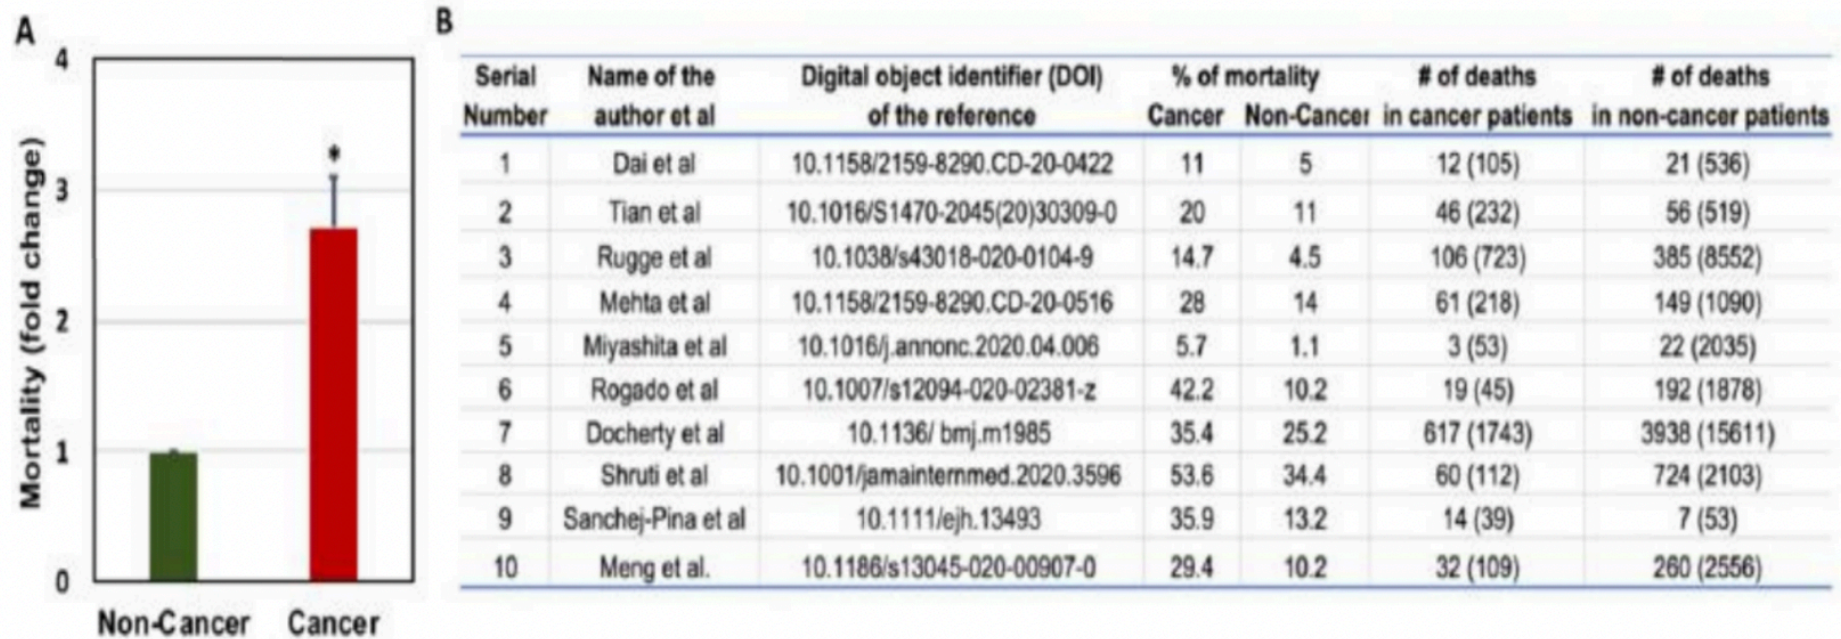 A
B
4
3
2
1
0
Mortality (fold change)
*
Non-Cancer Cancer
Serial Name of the Digital object identifier (DOI) % of mortality # of deaths # of deaths
Number author et al of the reference Cancer Non-Cancer in cancer patients in non-cancer patients
1 Dai et al 10.1158/2159-8290.CD-20-0422 11 5 12 (105) 21 (536)
2 Tian et al 10.1016/S1470-2045(20)30309-0 20 11 46 (232) 56 (519)
3 Rugge et al 10.1038/s43018-020-0104-9 14.7 4.5 106 (723) 385 (8552)
4 Mehta et al 10.1158/2159-8290.CD-20-0516 28 14 61 (218) 149 (1090)
5 Miyashita et al 10.1016/j.annonc.2020.04.006 5.7 1.1 3 (53) 22 (2035)
6 Rogado et al 10.1007/s12094-020-02381-z 42.2 10.2 19 (45) 192 (1878)
7 Docherty et al 10.1136/ bmj.m1985 35.4 25.2 617 (1743) 3938 (15611)
8 Shruti et al 10.1001/jamainternmed.2020.3596 53.6 34.4 60 (112) 724 (2103)
9 Sanchej-Pina et al 10.1111/ejh.13493 35.9 13.2 14 (39) 7 (53)
10 Meng et al. 10.1186/s13045-020-00907-0 29.4 10.2 32 (109) 260 (2556)